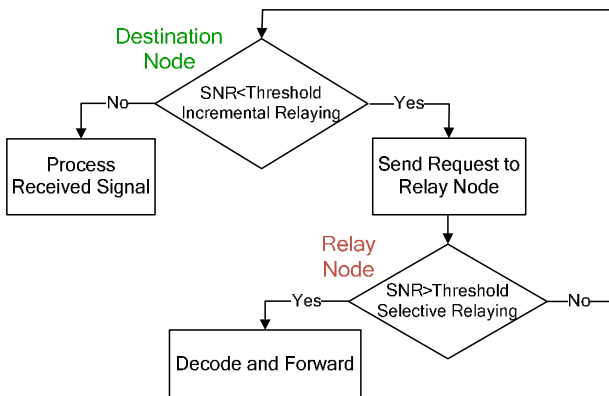 Destination
Node
SNR<Threshold
Incremental Relaying
No
Yes
Process
Received Signal
Send Request to
Relay Node
Relay
Node
SNR>Threshold
Selective Relaying
Yes
No
Decode and Forward